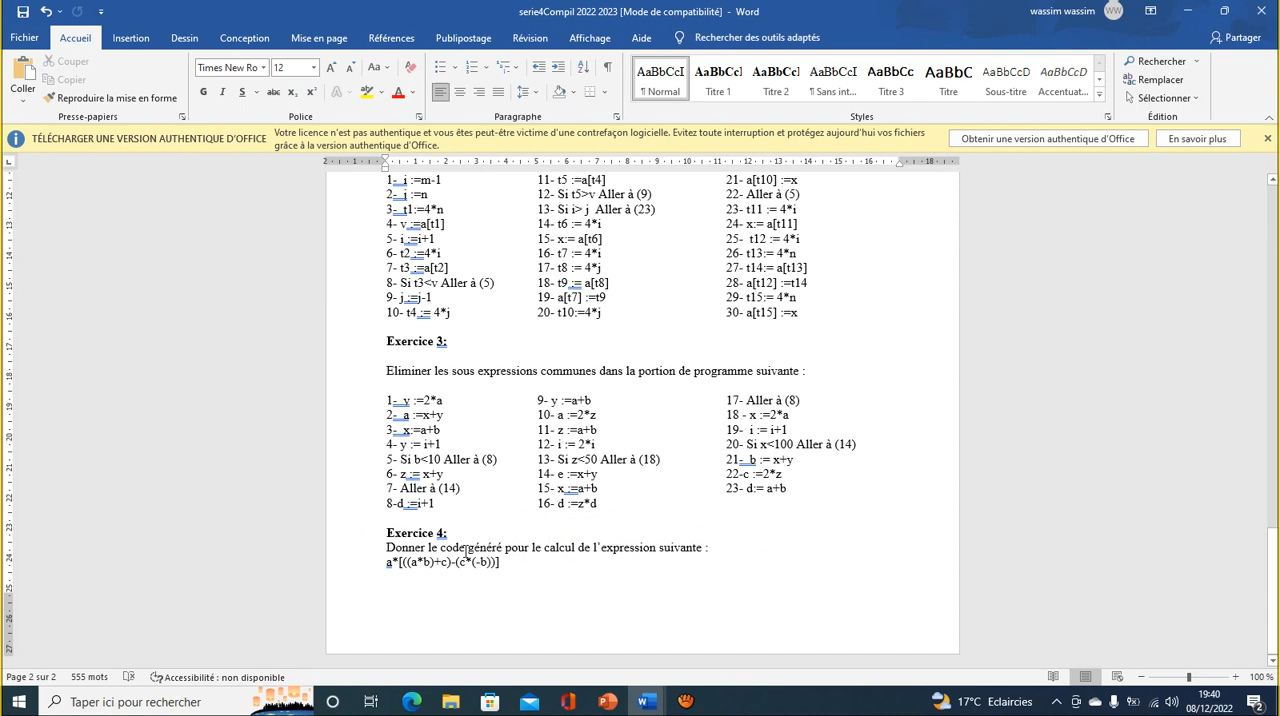 serie4Compil 2022 2023 [Mode de compatibilité] - Word
wassim wassim
WW
Fichier Accueil Insertion Dessin Conception Mise en page Références Publipostage Révision Affichage Aide Recherche des outils adaptés Partager
Coller
Couper
Copier
Reproduire la mise en forme
Presse-papiers
Times New Ro 12
G I S abc x₂ x²
Police
Paragraphe
AaBbCcI AaBbCcI AaBbCcI AaBbCcI AaBbCc AaBbC AaBbCcI AaBbCcI
¶ Normal Titre 1 Titre 2 ¶ Sans int... Titre 3 Titre Sous-titre Accentuat...
Styles
Rechercher
Remplacer
Sélectionner
Édition
TÉLÉCHARGER UNE VERSION AUTHENTIQUE D'OFFICE
Votre licence n'est pas authentique et vous êtes peut-être victime d'une contrefaçon logicielle. Evitez toute interruption et protégez aujourd'hui vos fichiers
grâce à la version authentique d'Office.
Obtenir une version authentique d'Office
En savoir plus
1- i :=m-1
2- j :=n
3- t1:=4*n
4- v :=a[t1]
5- i :=i+1
6- t2 :=4*i
7- t3 :=a[t2]
8- Si t3<v Aller à (5)
9- j :=j-1
10- t4 := 4*j
11- t5 :=a[t4]
12- Si t5>v Aller à (9)
13- Si i> j Aller à (23)
14- t6 := 4*i
15- x:= a[t6]
16- t7 := 4*i
17- t8 := 4*j
18- t9 := a[t8]
19- a[t7] :=t9
20- t10:=4*j
21- a[t10] :=x
22- Aller à (5)
23- t11 := 4*i
24- x:= a[t11]
25- t12 := 4*i
26- t13:= 4*n
27- t14:= a[t13]
28- a[t12] :=t14
29- t15:= 4*n
30- a[t15] :=x
Exercice 3:
Eliminer les sous expressions communes dans la portion de programme suivante :
1- y :=2*a
2- a :=x+y
3- x:=a+b
4- y := i+1
5- Si b<10 Aller à (8)
6- z := x+y
7- Aller à (14)
8-d :=i+1
9- y :=a+b
10- a :=2*z
11- z :=a+b
12- i := 2*i
13- Si z<50 Aller à (18)
14- e :=x+y
15- x :=a+b
16- d :=z*d
17- Aller à (8)
18 - x :=2*a
19- i := i+1
20- Si x<100 Aller à (14)
21- b := x+y
22-c :=2*z
23- d:= a+b
Exercice 4:
Donner le code généré pour le calcul de l'expression suivante :
a*[((a*b)+c)-(c*(-b))]
Page 2 sur 2 555 mots Accessibilité : non disponible 100 %
Taper ici pour rechercher
17°C Eclaircies
19:40
08/12/2022
2